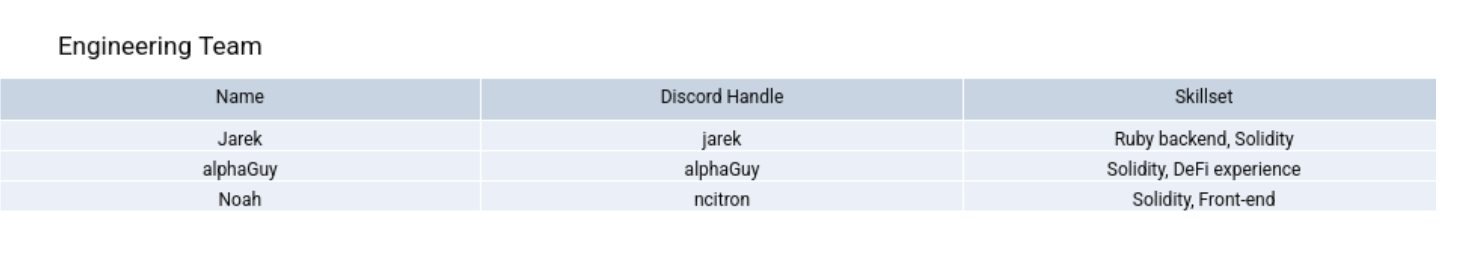 Engineering Team
Name Discord Handle Skillset
Jarek jarek Ruby backend, Solidity
alphaGuy alphaGuy Solidity, DeFi experience
Noah ncitron Solidity, Front-end